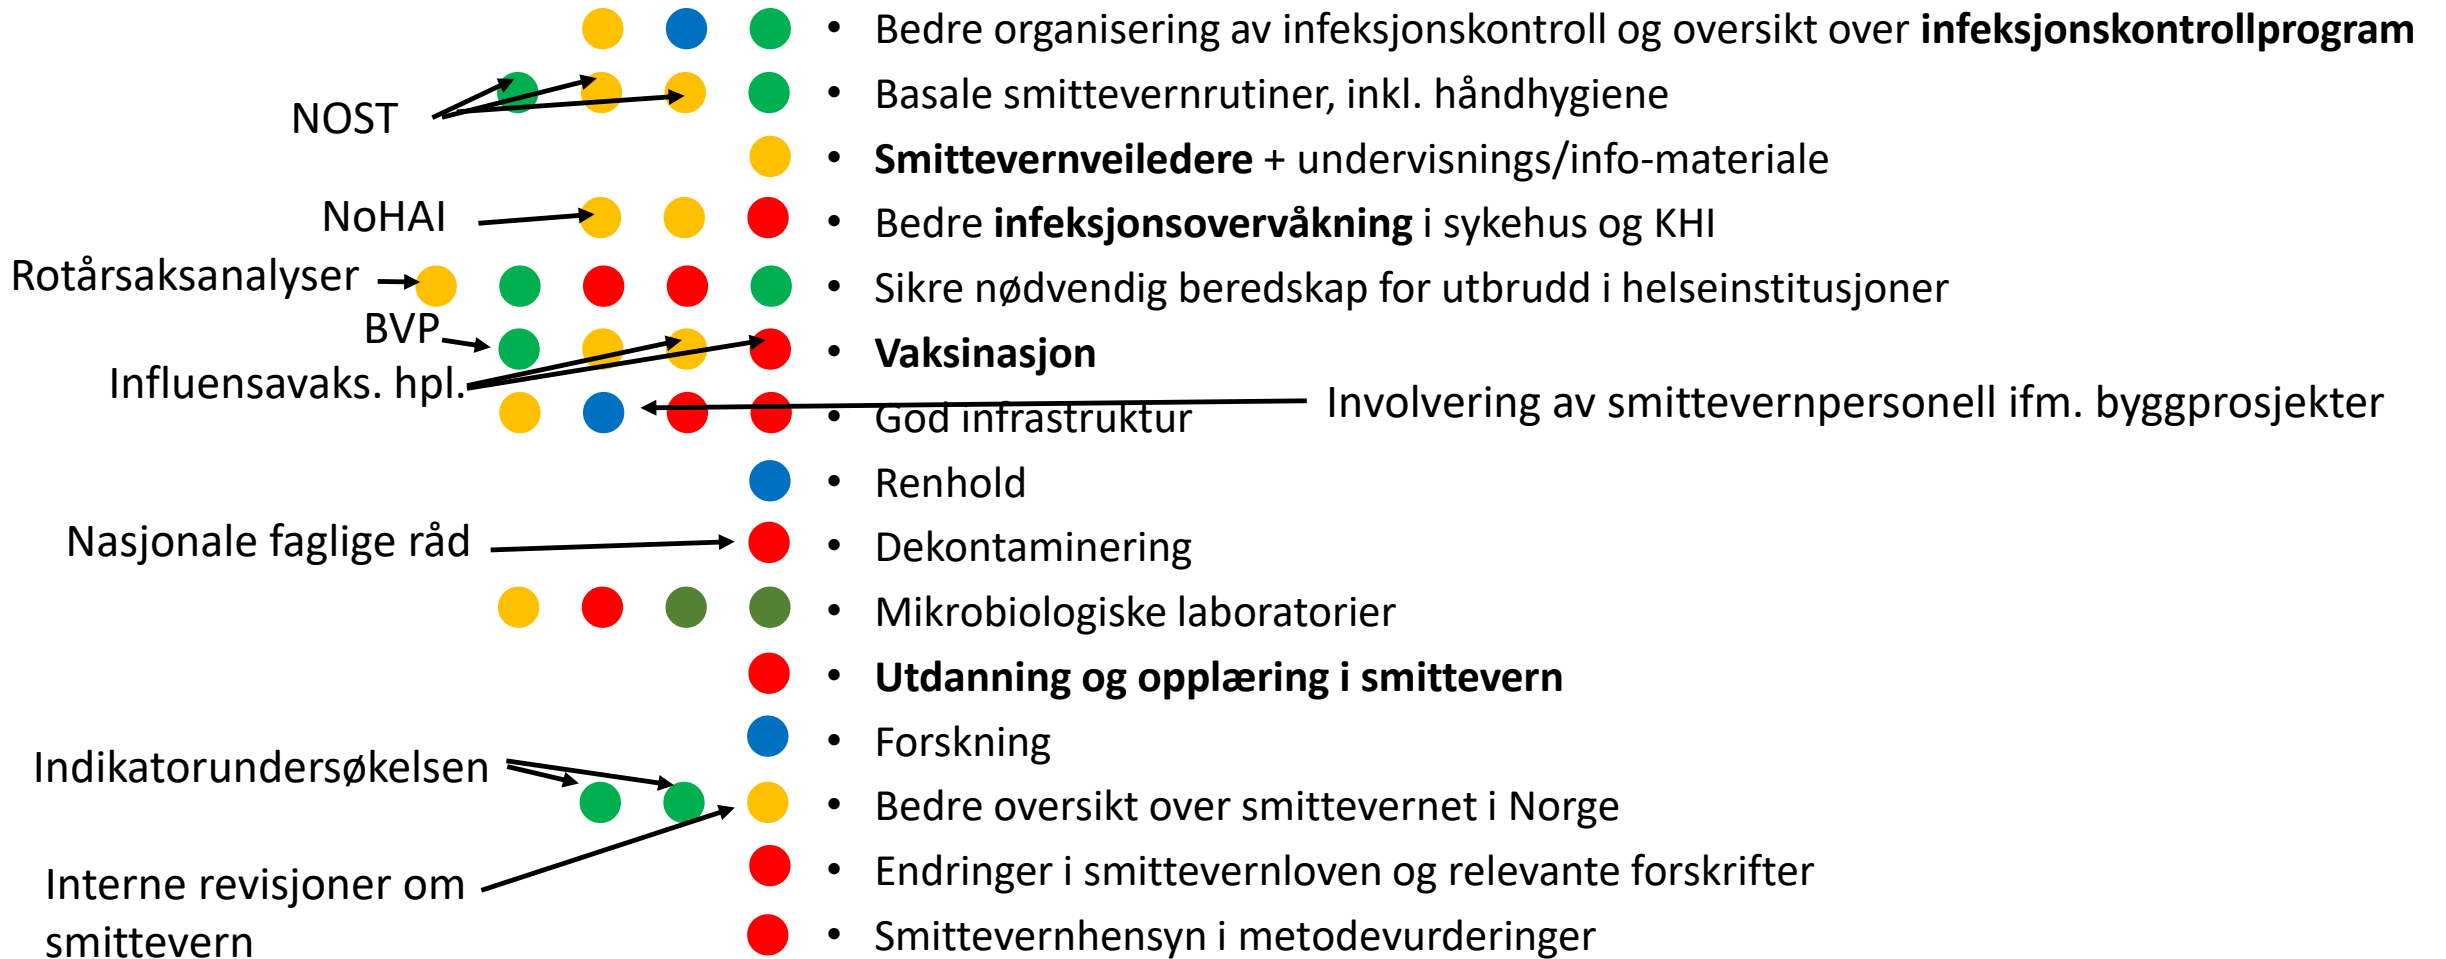 • Bedre organisering av infeksjonskontroll og oversikt over infeksjonskontrollprogram
NOST
• Basale smittevernrutiner, inkl. håndhygiene
• Smittevernveiledere + undervisnings/info-materiale
NoHAI
• Bedre infeksjonsovervåkning i sykehus og KHI
Rotårsaksanalyser
• Sikre nødvendig beredskap for utbrudd i helseinstitusjoner
BVP
• Vaksinasjon
Influensavaks. hpl.
Involvering av smittevernpersonell ifm. byggprosjekter
• God infrastruktur
• Renhold
Nasjonale faglige råd
• Dekontaminering
• Mikrobiologiske laboratorier
• Utdanning og opplæring i smittevern
• Forskning
Indikatorundersøkelsen
• Bedre oversikt over smittevernet i Norge
• Endringer i smittevernloven og relevante forskrifter
Interne revisjoner om
smittevern
• Smittevernhensyn i metodevurderinger